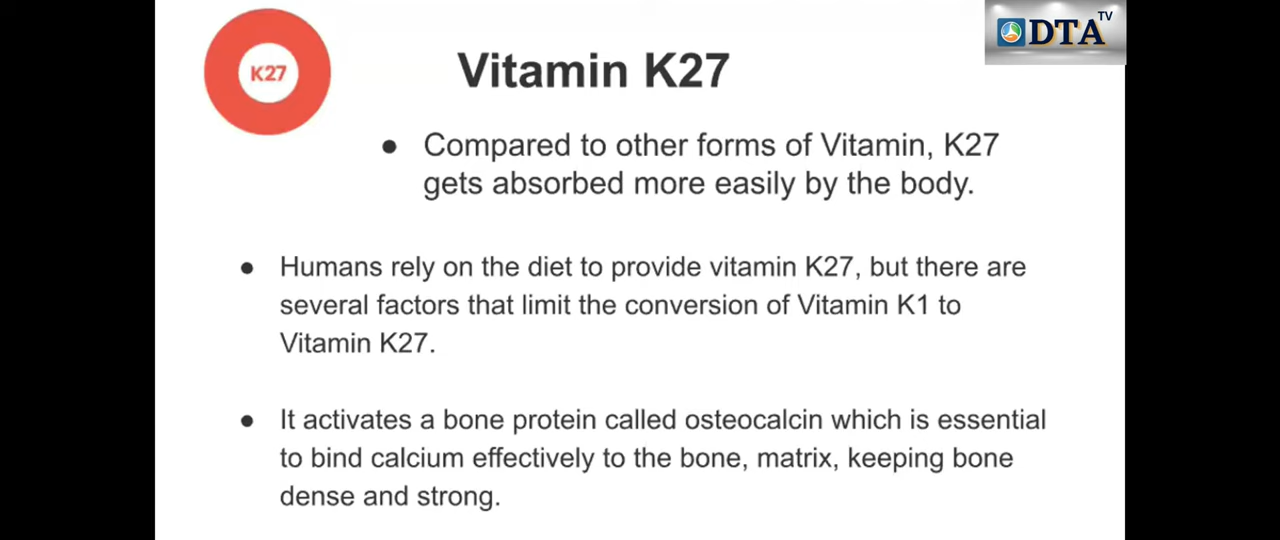 K27
Vitamin K27
DTA TV
● Compared to other forms of Vitamin, K27
gets absorbed more easily by the body.
● Humans rely on the diet to provide vitamin K27, but there are
several factors that limit the conversion of Vitamin K1 to
Vitamin K27.
● It activates a bone protein called osteocalcin which is essential
to bind calcium effectively to the bone, matrix, keeping bone
dense and strong.